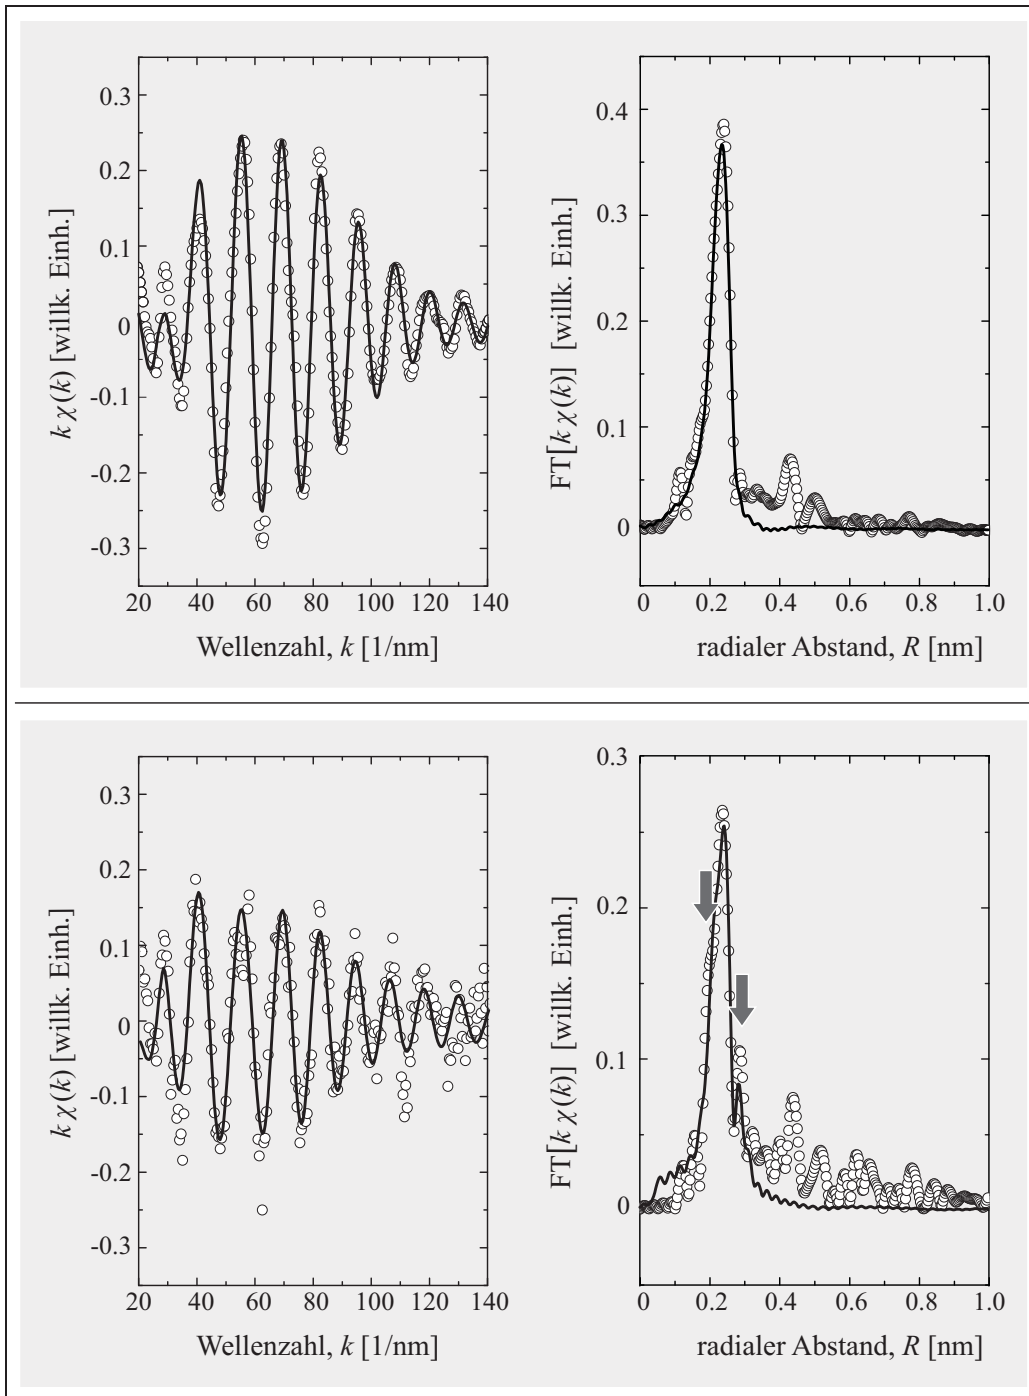 0.3
0.2
0.1
0
-0.1
-0.2
-0.3
k χ(k) [willk. Einh.]
20 40 60 80 100 120 140
Wellenzahl, k [1/nm]
0.4
0.3
0.2
0.1
0
FT[k χ(k)] [willk. Einh.]
0 0.2 0.4 0.6 0.8 1.0
radialer Abstand, R [nm]
0.3
0.2
0.1
0
-0.1
-0.2
-0.3
k χ(k) [willk. Einh.]
20 40 60 80 100 120 140
Wellenzahl, k [1/nm]
0.3
0.2
0.1
0
FT[k χ(k)] [willk. Einh.]
0 0.2 0.4 0.6 0.8 1.0
radialer Abstand, R [nm]